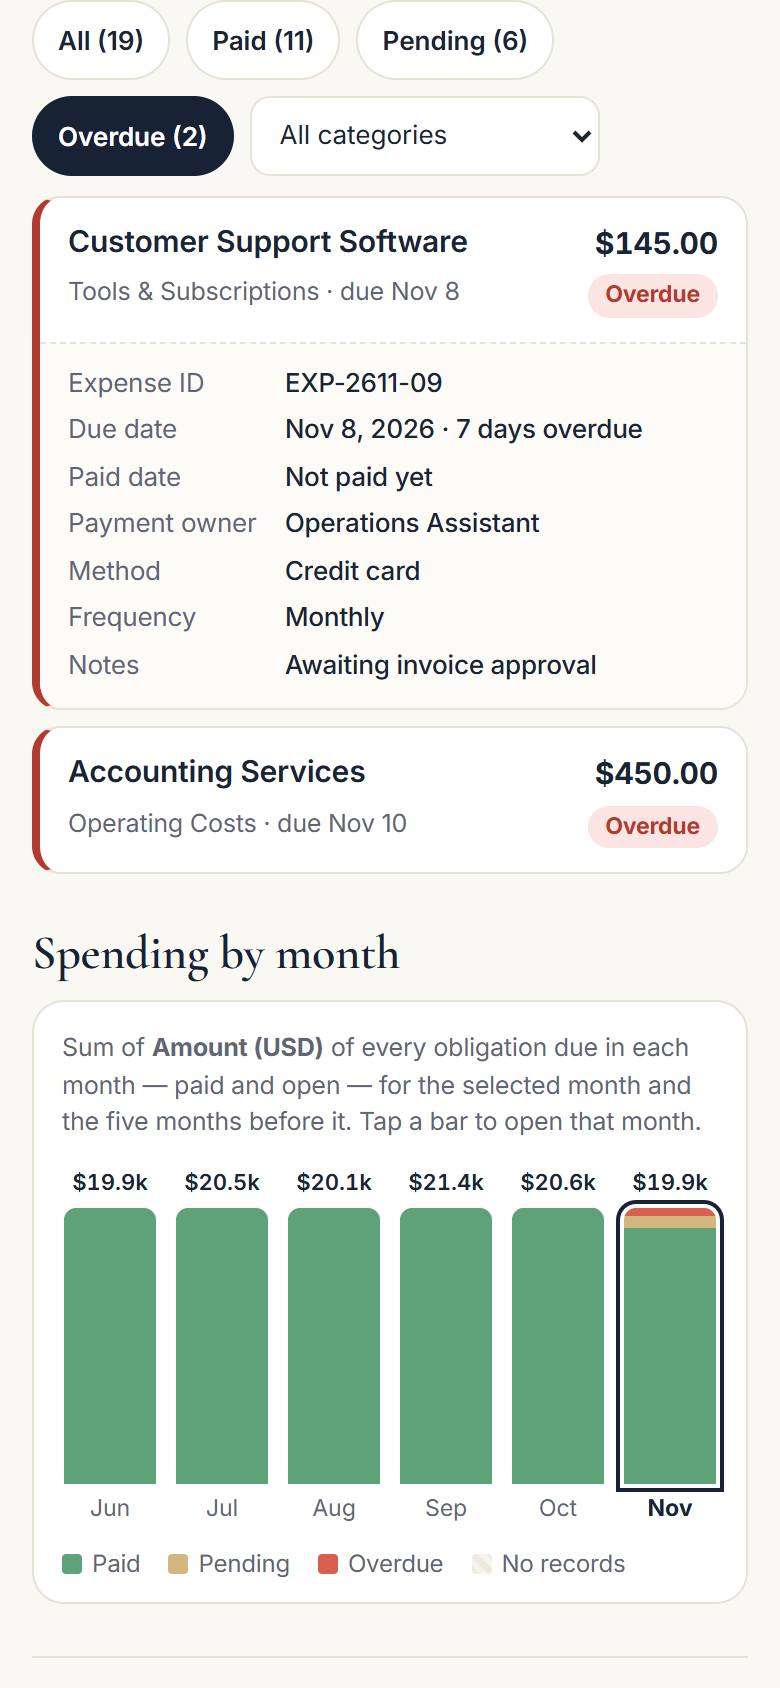 All (19) Paid (11) Pending (6)
Overdue (2) All categories
Customer Support Software $145.00
Tools & Subscriptions · due Nov 8 Overdue
Expense ID EXP-2611-09
Due date Nov 8, 2026 · 7 days overdue
Paid date Not paid yet
Payment owner Operations Assistant
Method Credit card
Frequency Monthly
Notes Awaiting invoice approval
Accounting Services $450.00
Operating Costs · due Nov 10 Overdue
Spending by month
Sum of Amount (USD) of every obligation due in each
month — paid and open — for the selected month and
the five months before it. Tap a bar to open that month.
$19.9k $20.5k $20.1k $21.4k $20.6k $19.9k
Jun Jul Aug Sep Oct Nov
Paid Pending Overdue No records